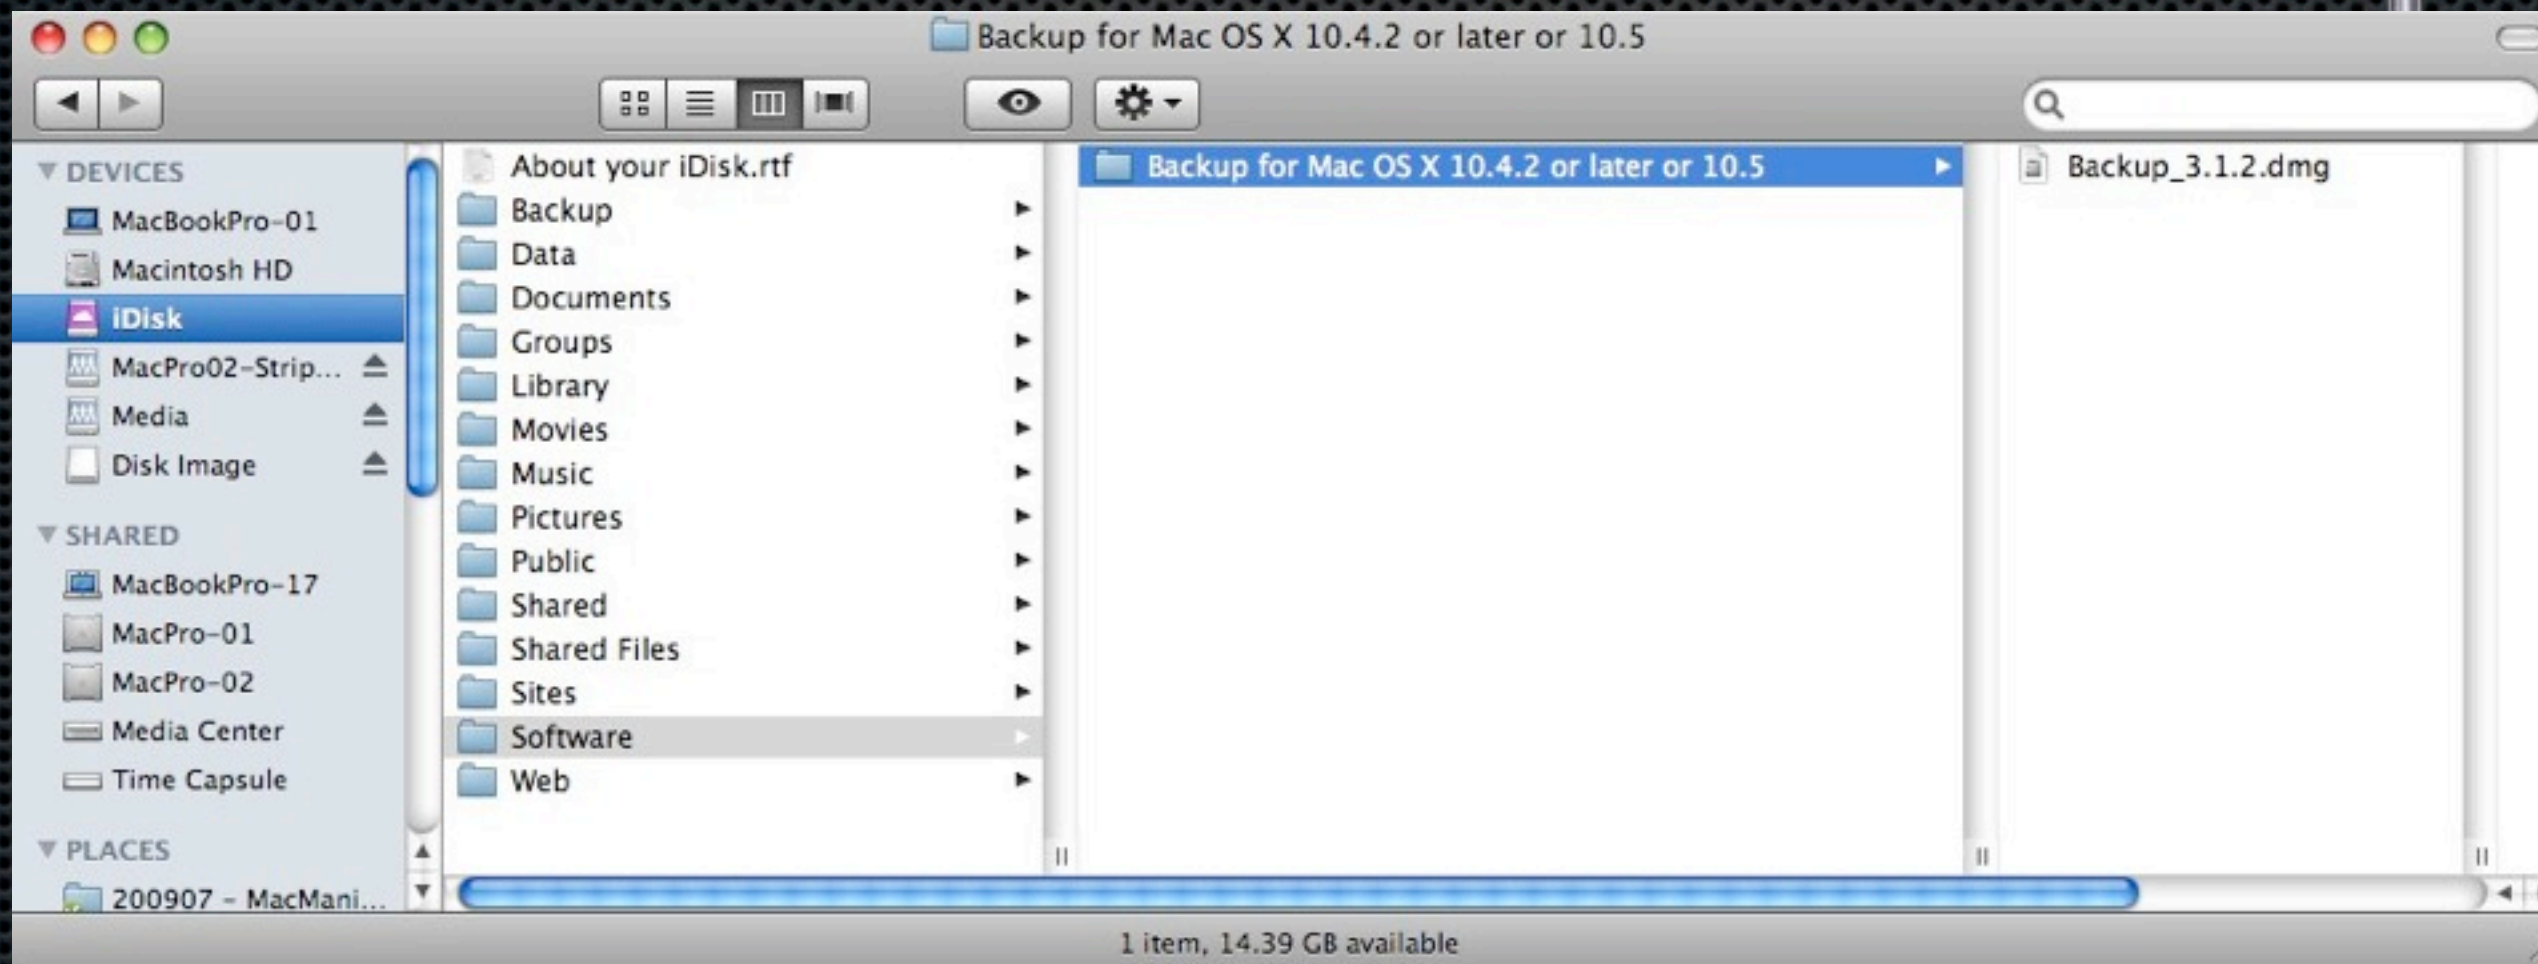 Backup for Mac OS X 10.4.2 or later or 10.5
DEVICES
MacBookPro-01
Macintosh HD
iDisk
MacPro02-Strip...
Media
Disk Image
SHARED
MacBookPro-17
MacPro-01
MacPro-02
Media Center
Time Capsule
PLACES
200907 - MacMani...
About your iDisk.rtf
Backup
Data
Documents
Groups
Library
Movies
Music
Pictures
Public
Shared
Shared Files
Sites
Software
Web
Backup for Mac OS X 10.4.2 or later or 10.5
Backup_3.1.2.dmg
1 item, 14.39 GB available